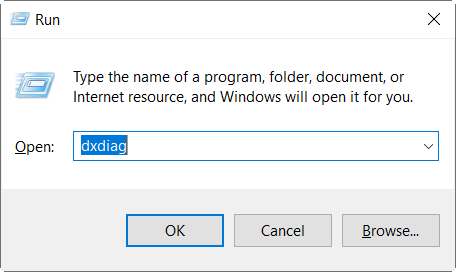 Run
Type the name of a program, folder, document, or
Internet resource, and Windows will open it for you.
Open: dxdiag
OK Cancel Browse...